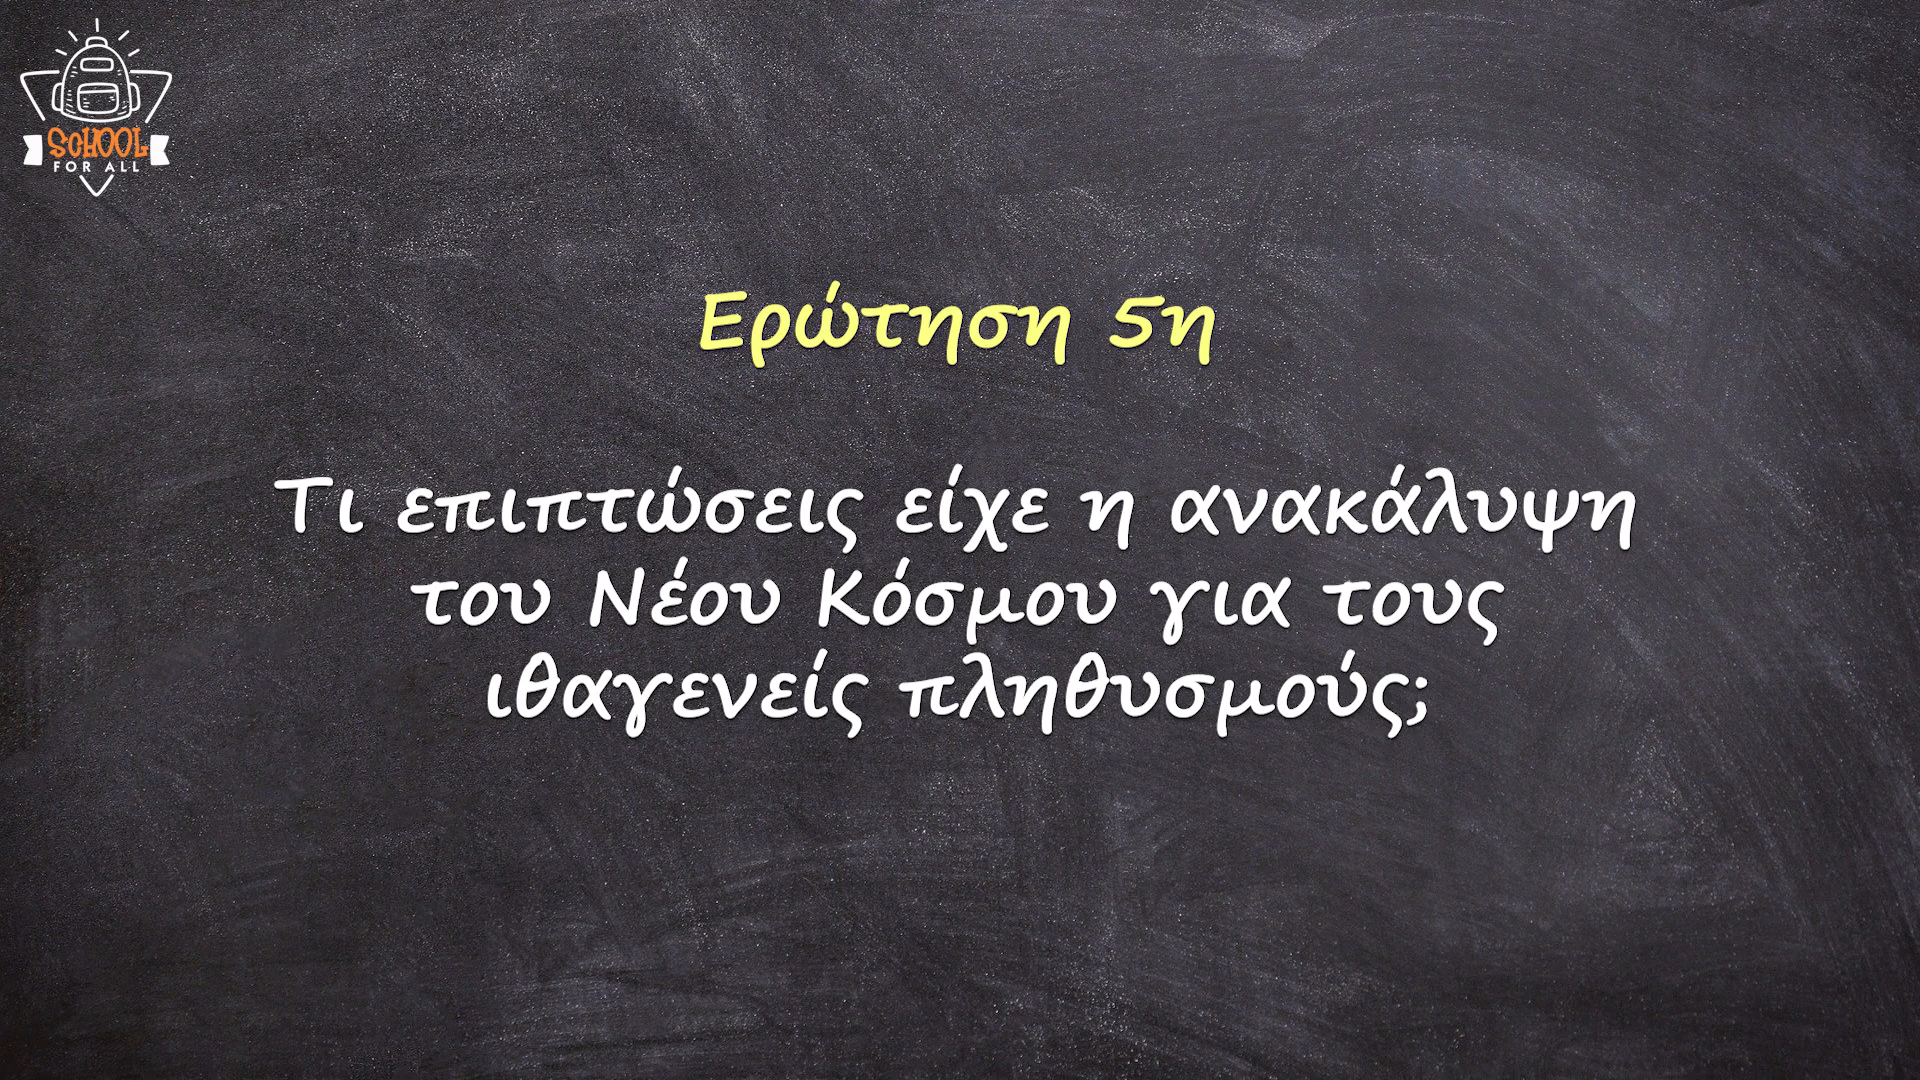 SCHOOL
FOR ALL
Ερώτηση 5η
Τι επιπτώσεις είχε η ανακάλυψη
του Νέου Κόσμου για τους
ιθαγενείς πληθυσμούς;